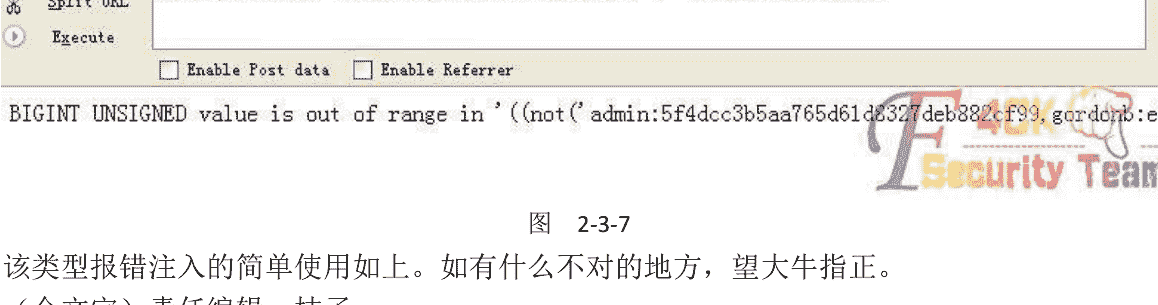 Split URL
Execute
Enable Post data Enable Referrer
BIGINT UNSIGNED value is out of range in '((not('admin:5f4dcc3b5aa765d61d8327deb882cf99,gordonb:e
F 4CK
Security Team
图 2-3-7
该类型报错注入的简单使用如上。如有什么不对的地方，望大牛指正。